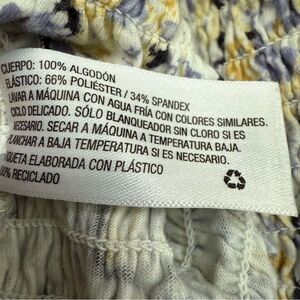 CUERPO: 100% ALGODÓN
ELÁSTICO: 66% POLIÉSTER / 34% SPANDEX
LAVAR A MÁQUINA CON AGUA FRÍA CON COLORES SIMILARES.
CICLO DELICADO. SÓLO BLANQUEADOR SIN CLORO SI ES
NECESARIO. SECAR A MÁQUINA A TEMPERATURA BAJA.
PLANCHAR A BAJA TEMPERATURA SI ES NECESARIO.
IQUETA ELABORADA CON PLÁSTICO
0% RECICLADO